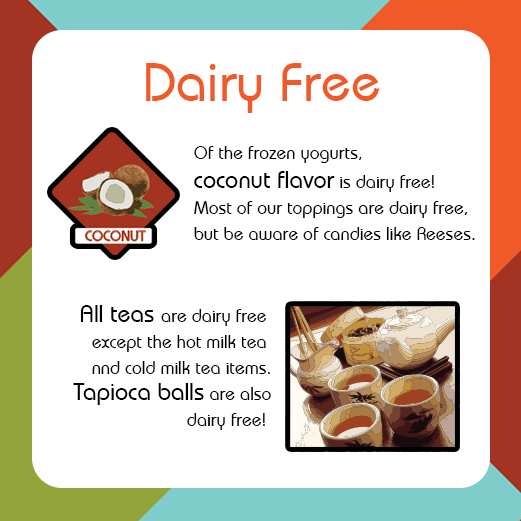 Dairy Free
Of the frozen yogurts,
coconut flavor is dairy free!
Most of our toppings are dairy free,
but be aware of candies like Reeses.
COCONUT
All teas are dairy free
except the hot milk tea
nnd cold milk tea items.
Tapioca balls are also
dairy free!